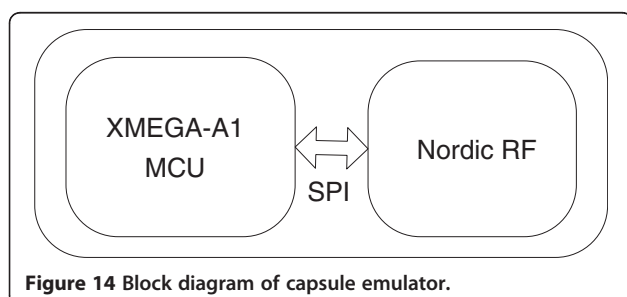 XMEGA-A1
MCU
SPI
Nordic RF
Figure 14 Block diagram of capsule emulator.